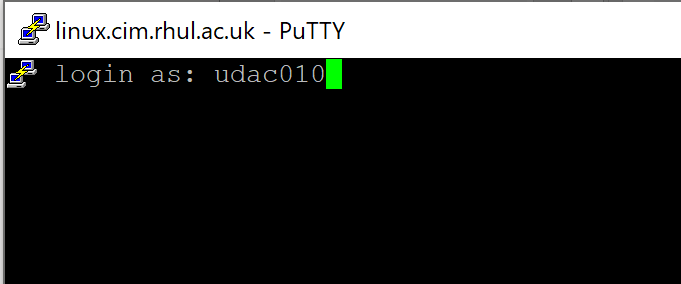 linux.cim.rhul.ac.uk - PuTTY
login as: udac010